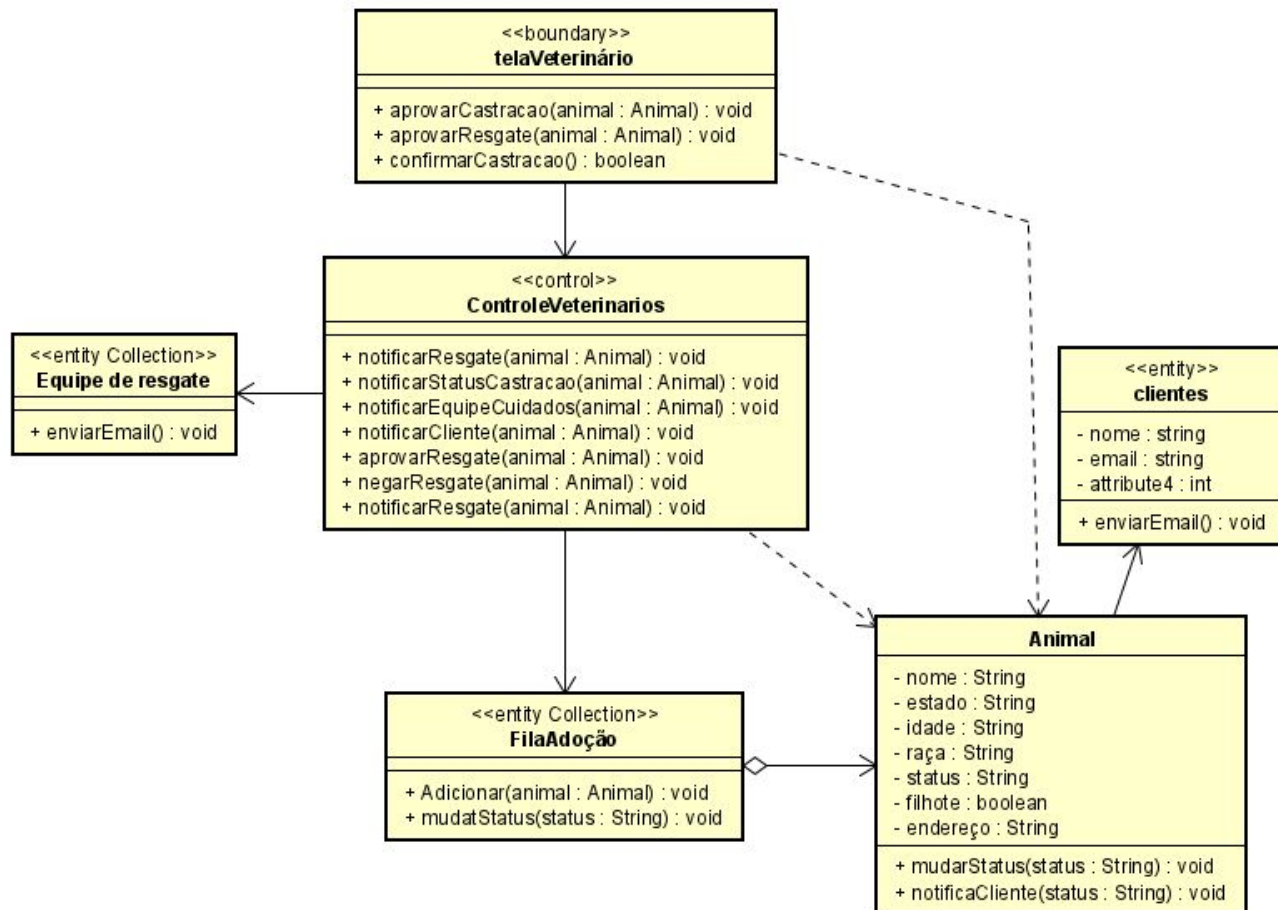 <<boundary>>
telaVeterinário
+ aprovarCastracao(animal : Animal) : void
+ aprovarResgate(animal : Animal) : void
+ confirmarCastracao() : boolean
<<control>>
ControleVeterinarios
+ notificarResgate(animal : Animal) : void
+ notificarStatusCastracao(animal : Animal) : void
+ notificarEquipeCuidados(animal : Animal) : void
+ notificarCliente(animal : Animal) : void
+ aprovarResgate(animal : Animal) : void
+ negarResgate(animal : Animal) : void
+ notificarResgate(animal : Animal) : void
<<entity Collection>>
Equipe de resgate
+ enviarEmail() : void
<<entity>>
clientes
- nome : string
- email : string
- attribute4 : int
+ enviarEmail() : void
<<entity Collection>>
FilaAdoção
+ Adicionar(animal : Animal) : void
+ mudatStatus(status : String) : void
Animal
- nome : String
- estado : String
- idade : String
- raça : String
- status : String
- filhote : boolean
- endereço : String
+ mudarStatus(status : String) : void
+ notificaCliente(status : String) : void